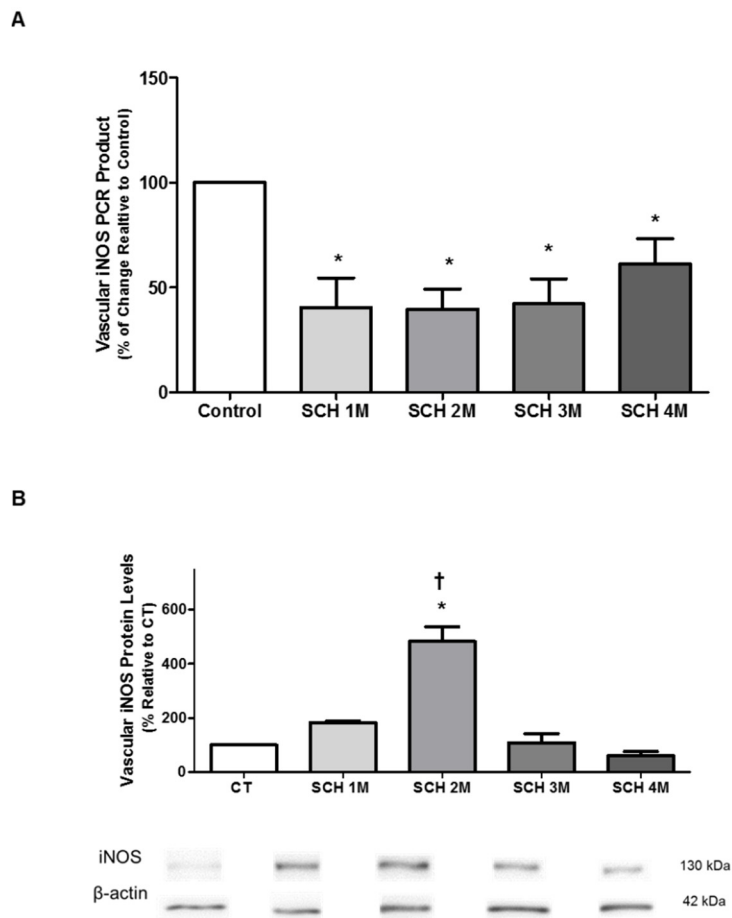 A
Vascular iNOS PCR Product
(% of Change Realtive to Control)
150
100
50
0
*
*
*
*
Control
SCH 1M
SCH 2M
SCH 3M
SCH 4M
B
Vascular iNOS Protein Levels
(% Relative to CT)
600
400
200
0
†
*
CT
SCH 1M
SCH 2M
SCH 3M
SCH 4M
iNOS
130 kDa
β-actin
42 kDa